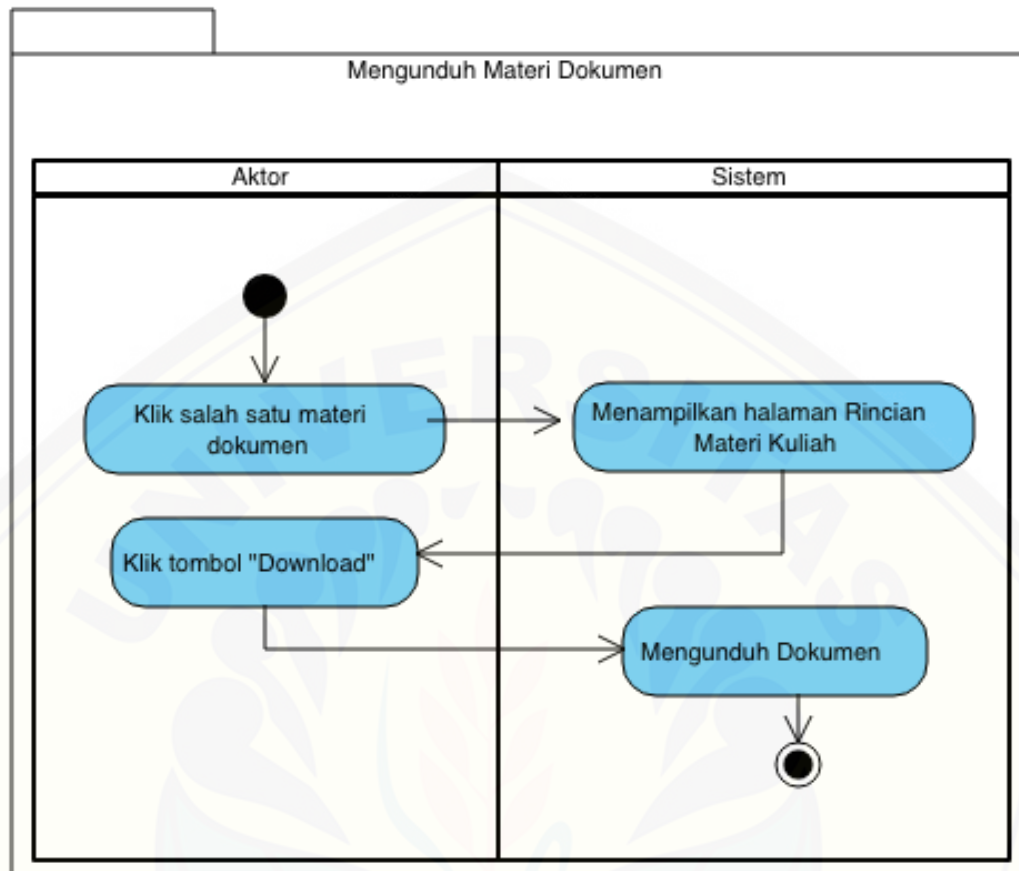 Mengunduh Materi Dokumen
Aktor
Sistem
Klik salah satu materi
dokumen
Menampilkan halaman Rincian
Materi Kuliah
Klik tombol "Download"
Mengunduh Dokumen
UNIVERSITAS